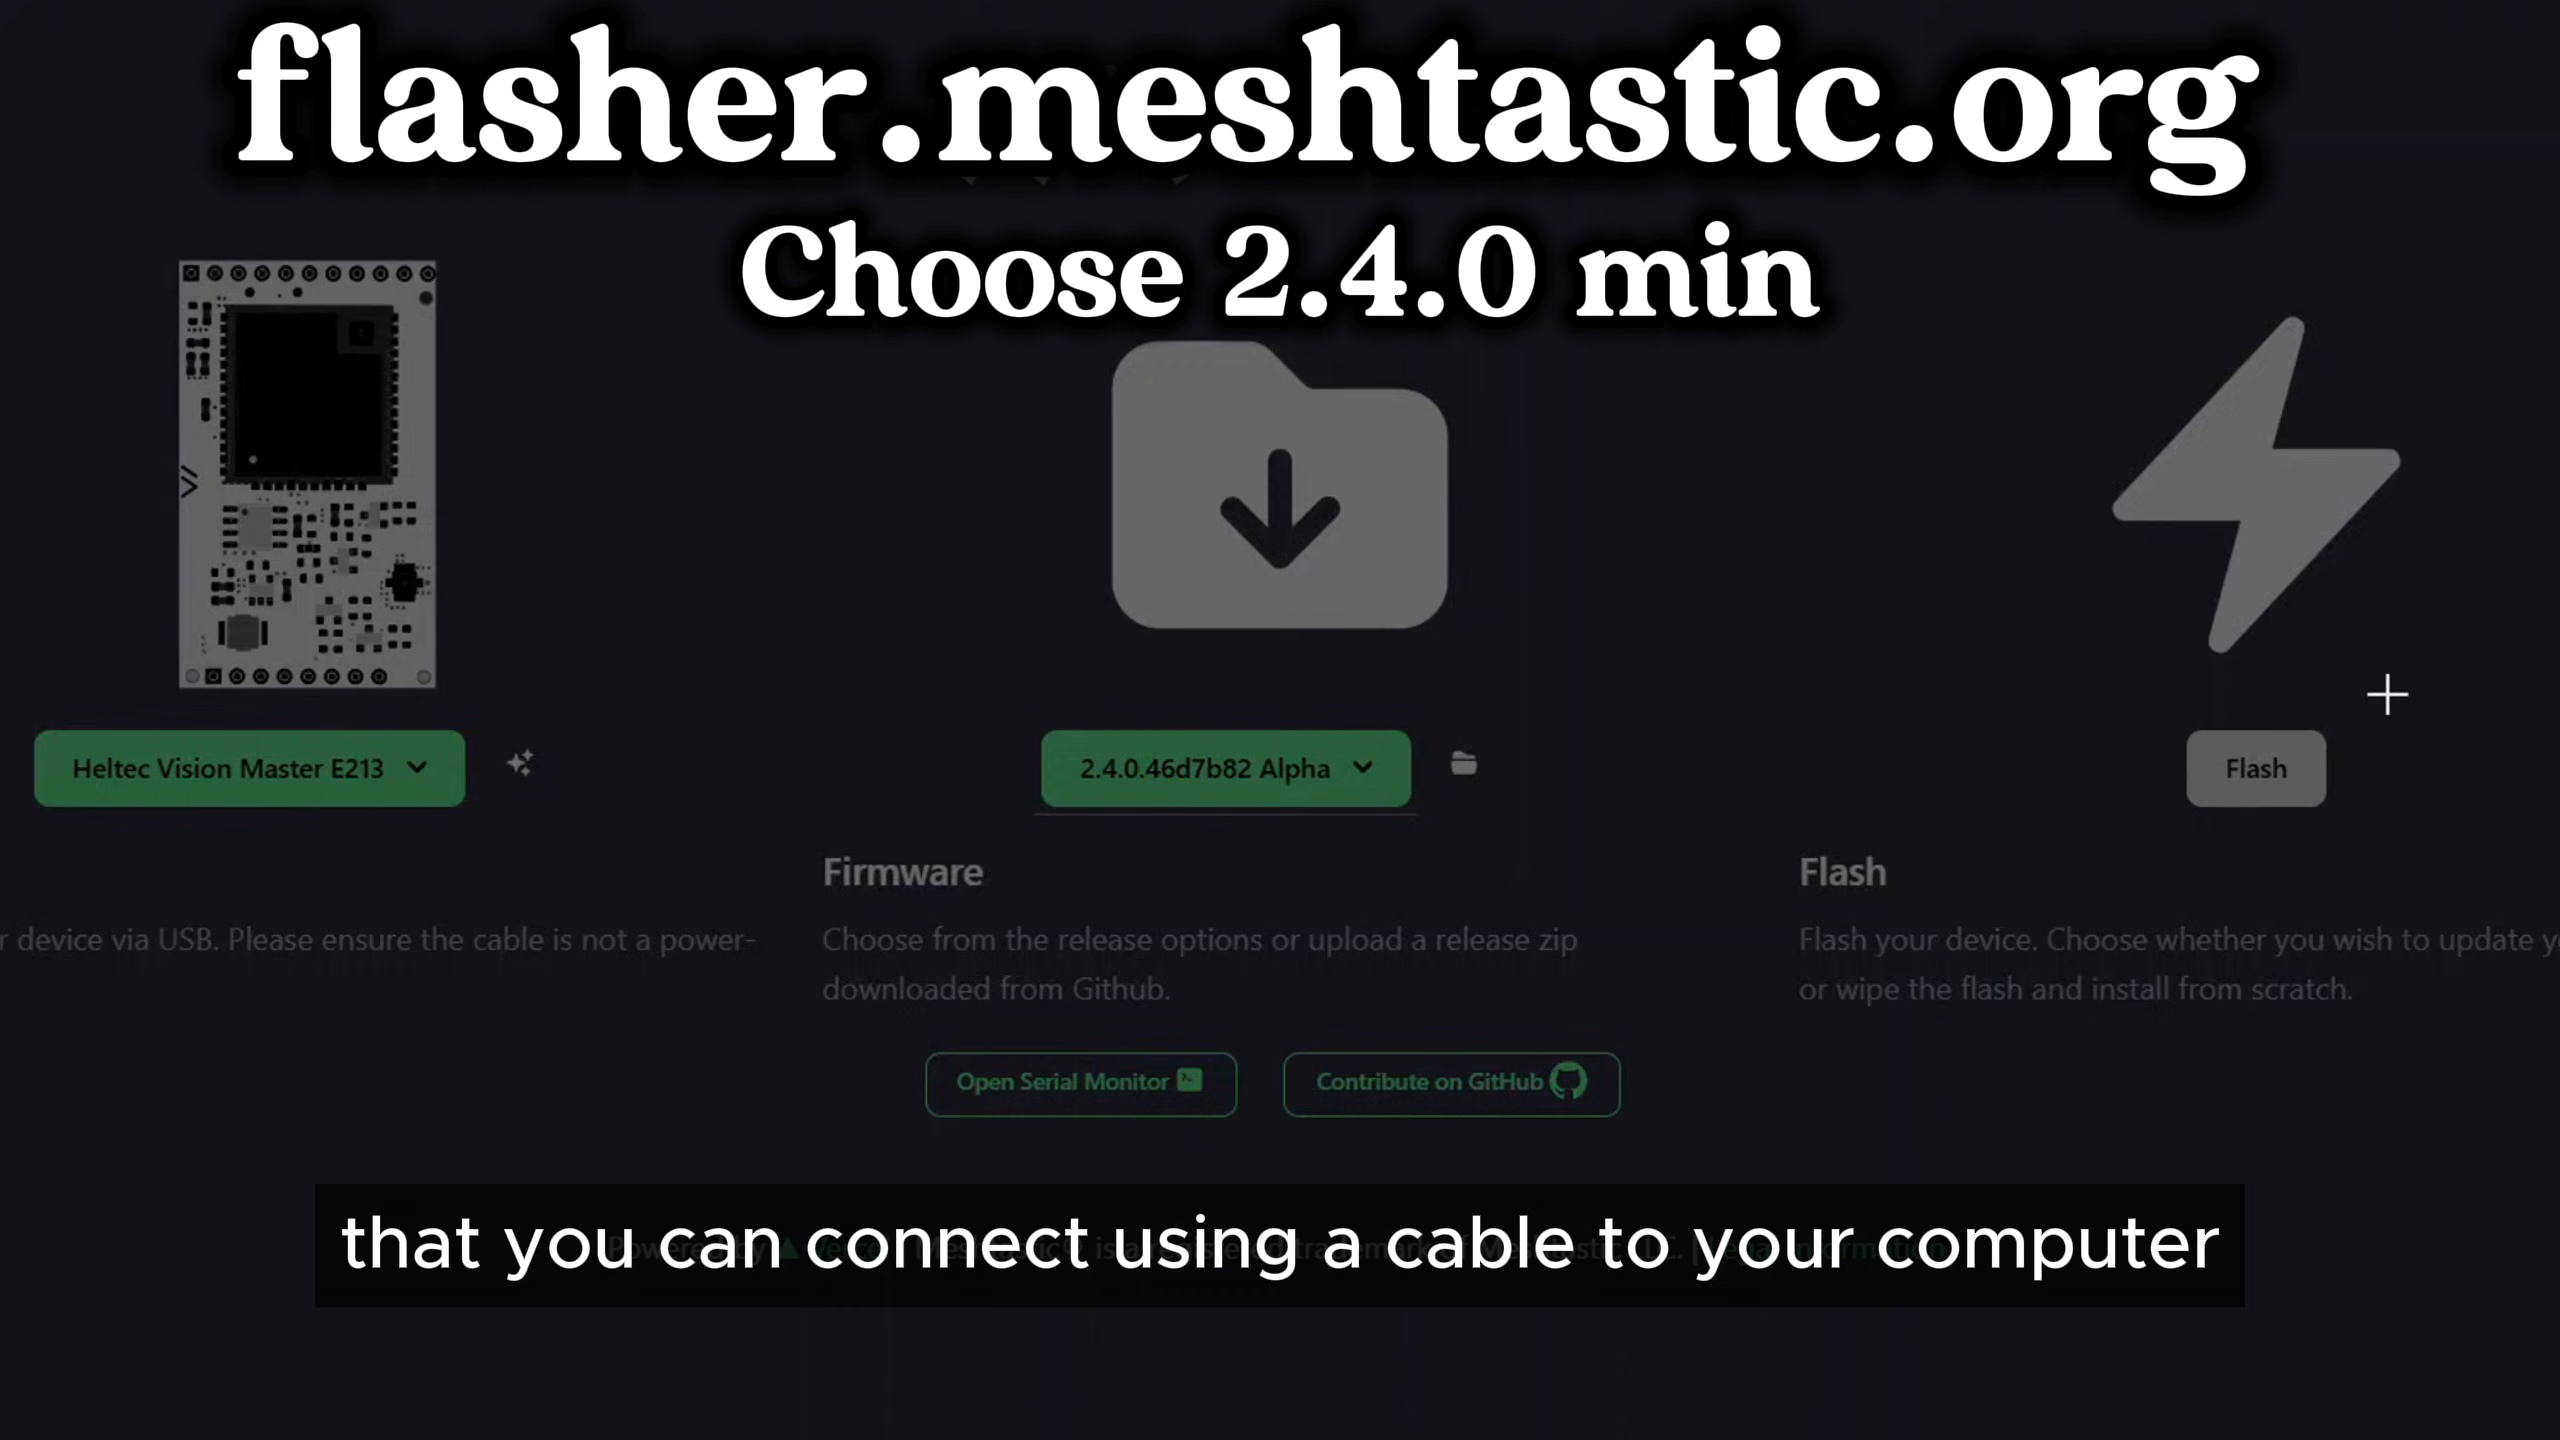 flasher.meshtastic.org
Choose 2.4.0 min
Heltec Vision Master E213
2.4.0.46d7b82 Alpha
Flash
Firmware
Flash
r device via USB. Please ensure the cable is not a power-
Choose from the release options or upload a release zip
downloaded from Github.
Flash your device. Choose whether you wish to update y
or wipe the flash and install from scratch.
Open Serial Monitor
Contribute on GitHub
that you can connect using a cable to your computer